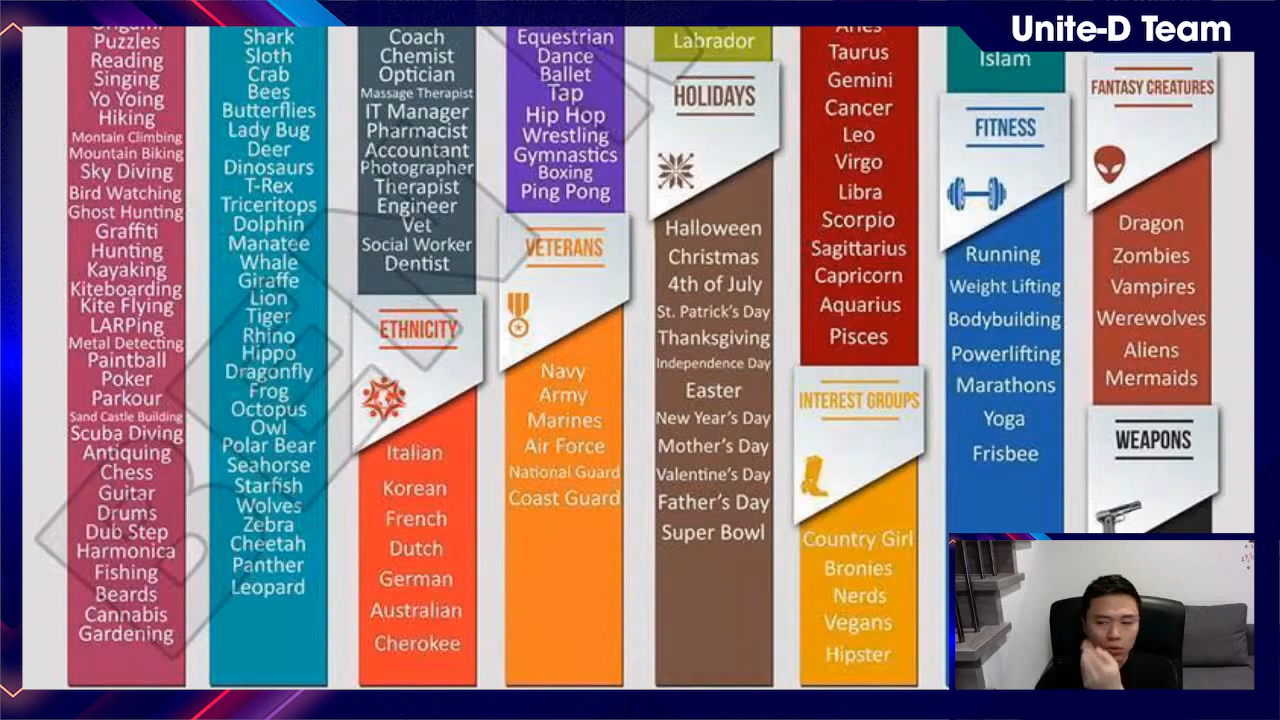 Unite-D Team
Origami
Puzzles
Reading
Singing
Yo Yoing
Hiking
Montain Climbing
Mountain Biking
Sky Diving
Bird Watching
Ghost Hunting
Graffiti
Hunting
Kayaking
Kiteboarding
Kite Flying
LARPing
Metal Detecting
Paintball
Poker
Parkour
Sand Castle Building
Scuba Diving
Antiquing
Chess
Guitar
Drums
Dub Step
Harmonica
Fishing
Beards
Cannabis
Gardening
Shark
Sloth
Crab
Bees
Butterflies
Lady Bug
Deer
Dinosaurs
T-Rex
Triceritops
Dolphin
Manatee
Whale
Giraffe
Lion
Tiger
Rhino
Hippo
Dragonfly
Frog
Octopus
Owl
Polar Bear
Seahorse
Starfish
Wolves
Zebra
Cheetah
Panther
Leopard
Coach
Chemist
Optician
Massage Therapist
IT Manager
Pharmacist
Accountant
Photographer
Therapist
Engineer
Vet
Social Worker
Dentist
ETHNICITY
Italian
Korean
French
Dutch
German
Australian
Cherokee
Equestrian
Dance
Ballet
Tap
Hip Hop
Wrestling
Gymnastics
Boxing
Ping Pong
VETERANS
Navy
Army
Marines
Air Force
National Guard
Coast Guard
Labrador
HOLIDAYS
Halloween
Christmas
4th of July
St. Patrick's Day
Thanksgiving
Independence Day
Easter
New Year's Day
Mother's Day
Valentine's Day
Father's Day
Super Bowl
Aries
Taurus
Gemini
Cancer
Leo
Virgo
Libra
Scorpio
Sagittarius
Capricorn
Aquarius
Pisces
INTEREST GROUPS
Country Girl
Bronies
Nerds
Vegans
Hipster
Islam
FITNESS
Running
Weight Lifting
Bodybuilding
Powerlifting
Marathons
Yoga
Frisbee
FANTASY CREATURES
Dragon
Zombies
Vampires
Werewolves
Aliens
Mermaids
WEAPONS